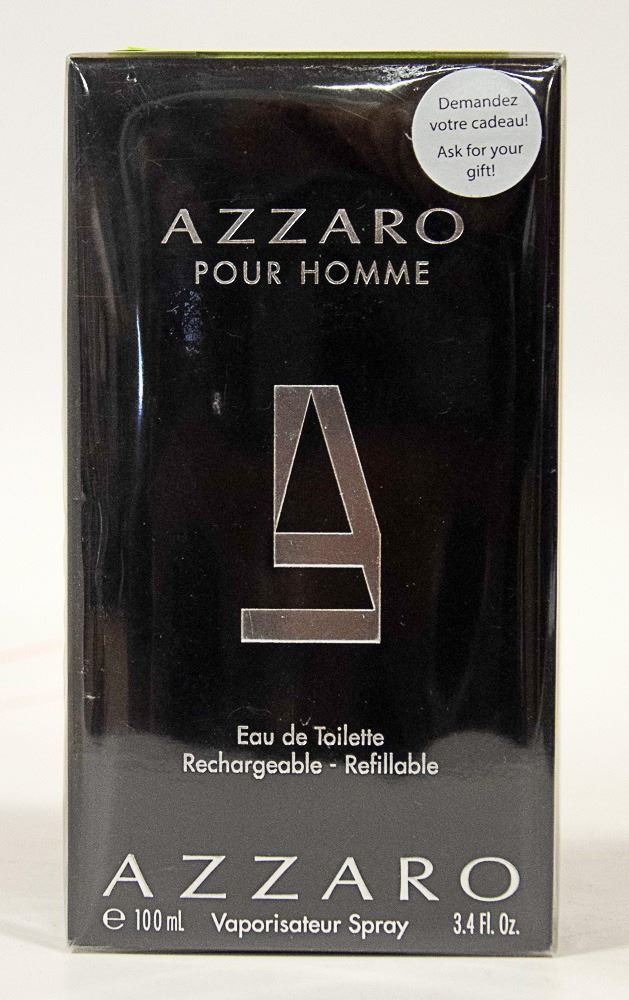 Demandez
votre cadeau!
Ask for your
gift!
AZZARO
POUR HOMME
Eau de Toilette
Rechargeable - Refillable
AZZARO
℮ 100 mL Vaporisateur Spray 3.4 Fl. Oz.